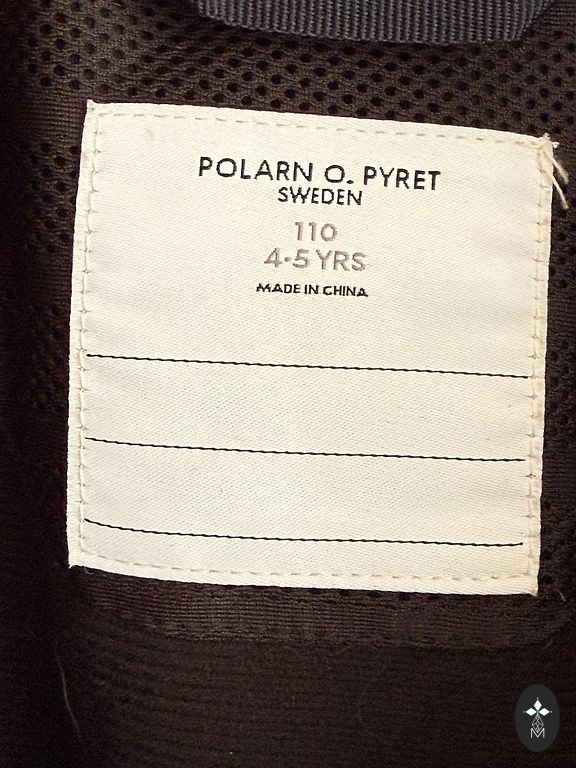 POLARN O. PYRET
SWEDEN
110
4-5 YRS
MADE IN CHINA
M